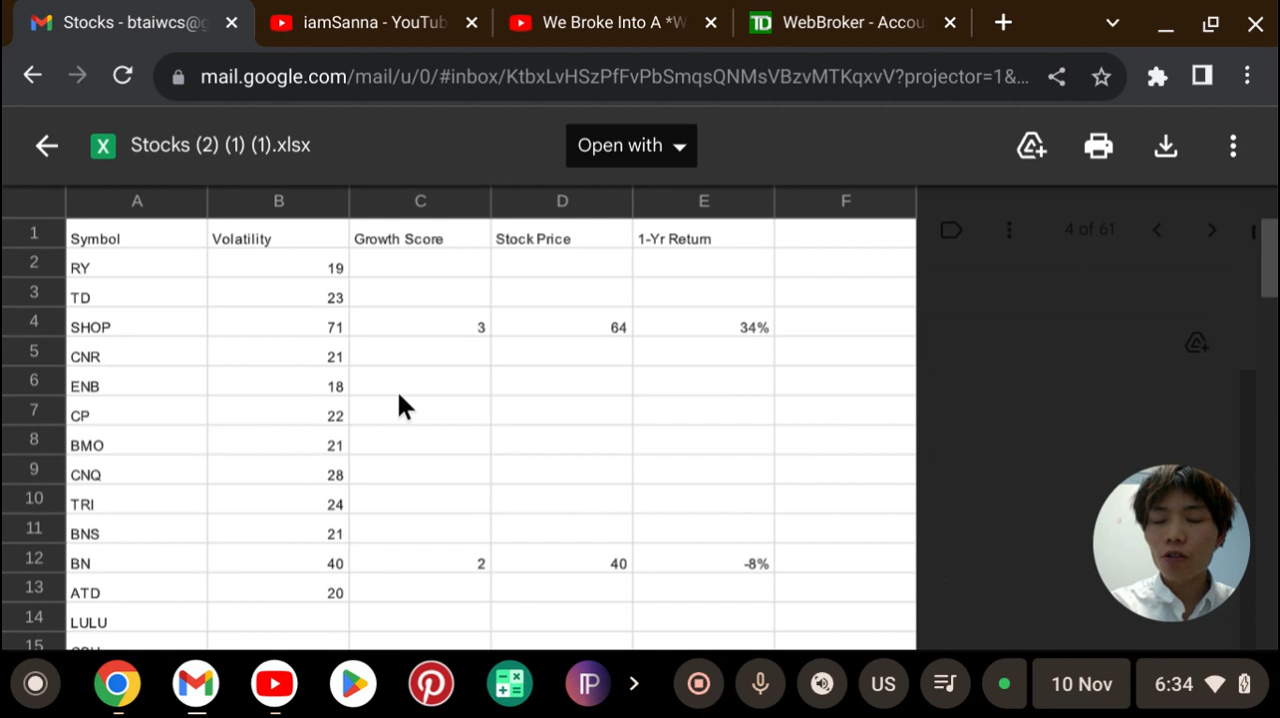 Stocks - btaiwcs@g
iamSanna - YouTub
We Broke Into A *W
TD WebBroker - Accou
mail.google.com/mail/u/0/#inbox/KtbxLvHSzPfFvPbSmqsQNMsVBzvMTKqxvV?projector=1&...
X Stocks (2) (1) (1).xlsx
Open with
4 of 61
A B C D E F
1 Symbol Volatility Growth Score Stock Price 1-Yr Return
2 RY 19
3 TD 23
4 SHOP 71 3 64 34%
5 CNR 21
6 ENB 18
7 CP 22
8 BMO 21
9 CNQ 28
10 TRI 24
11 BNS 21
12 BN 40 2 40 -8%
13 ATD 20
14 LULU
15
US 10 Nov 6:34